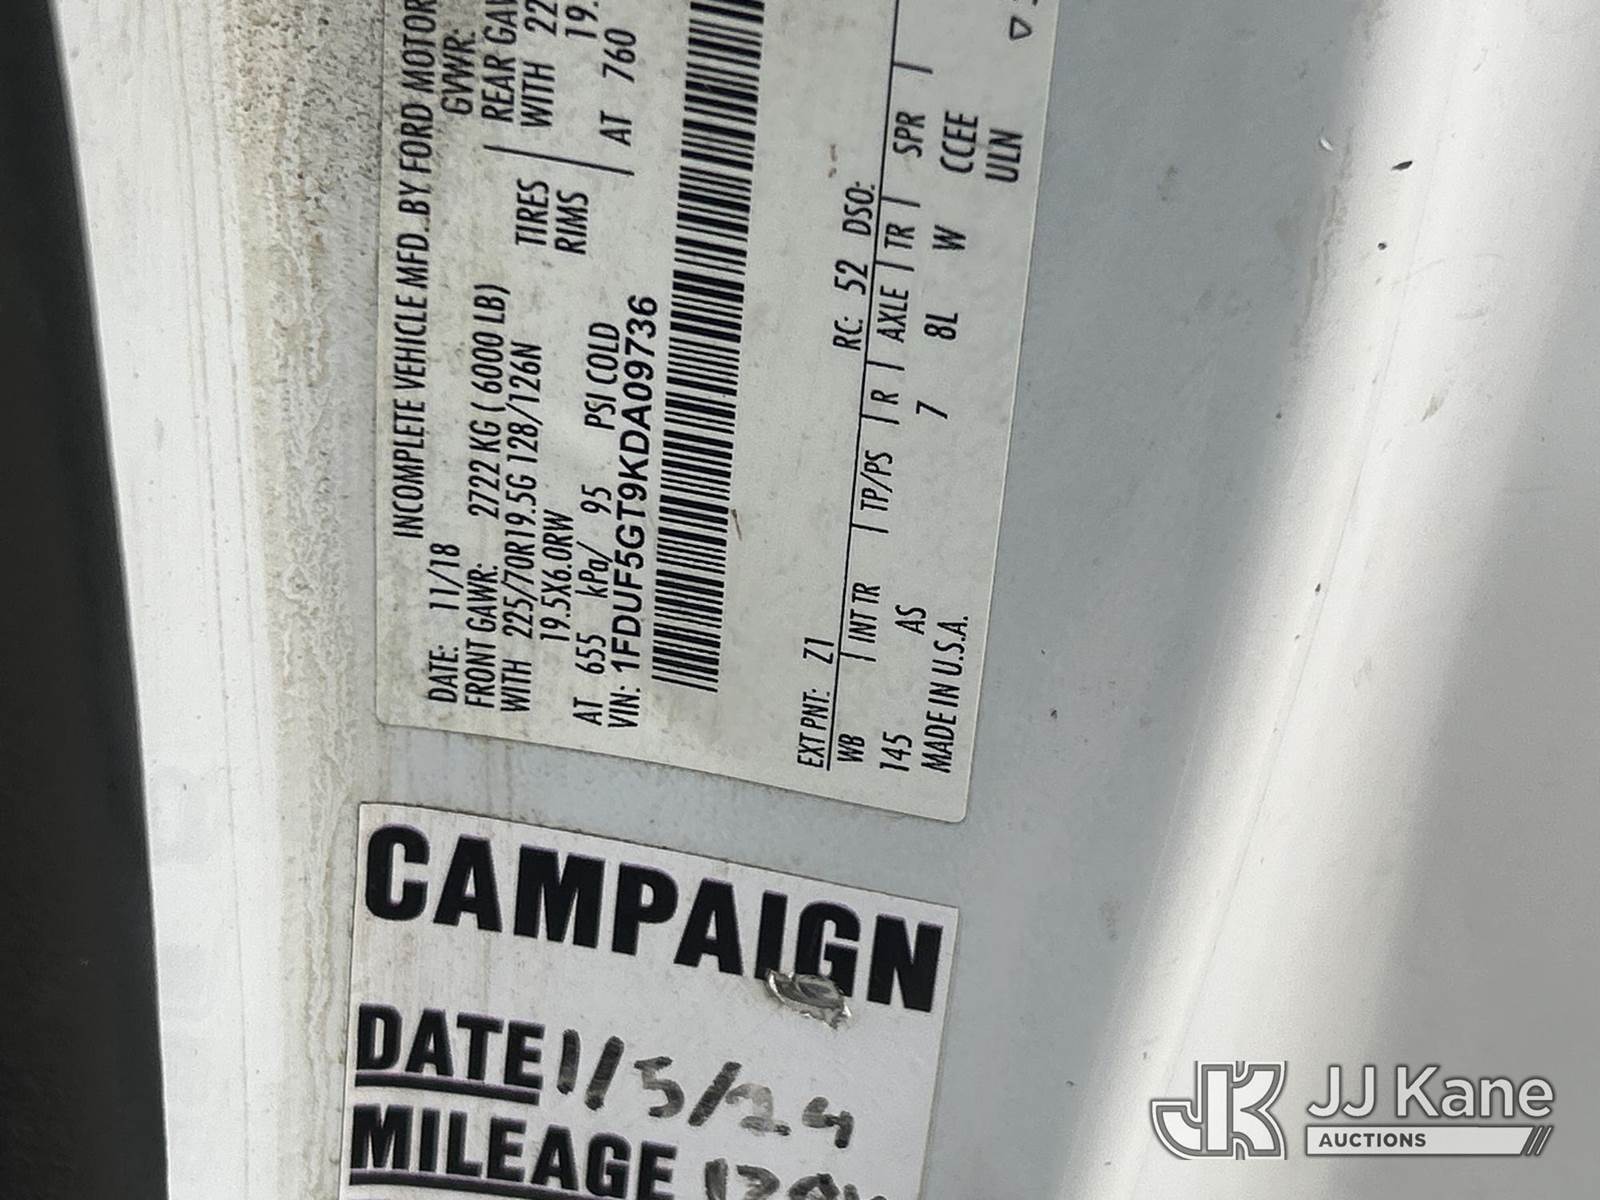 INCOMPLETE VEHICLE MFD. BY FORD MOTOR
DATE: 11/18 GVWR:
FRONT GAWR: 2722 KG ( 6000 LB) REAR GAW
WITH 225/70R19.5G 128/126N TIRES WITH 22
19.5X6.0RW RIMS 19.
AT 655 kPa/ 95 PSI COLD AT 760
VIN: 1FDUF5GT9KDA09736
EXT PNT: Z1 RC: 52 DSO:
WB INT TR TP/PS R AXLE TR SPR
145 AS 7 8L W CCEE
MADE IN U.S.A. ULN
CAMPAIGN
DATE 1/5/24
MILEAGE
JK JJ Kane
AUCTIONS